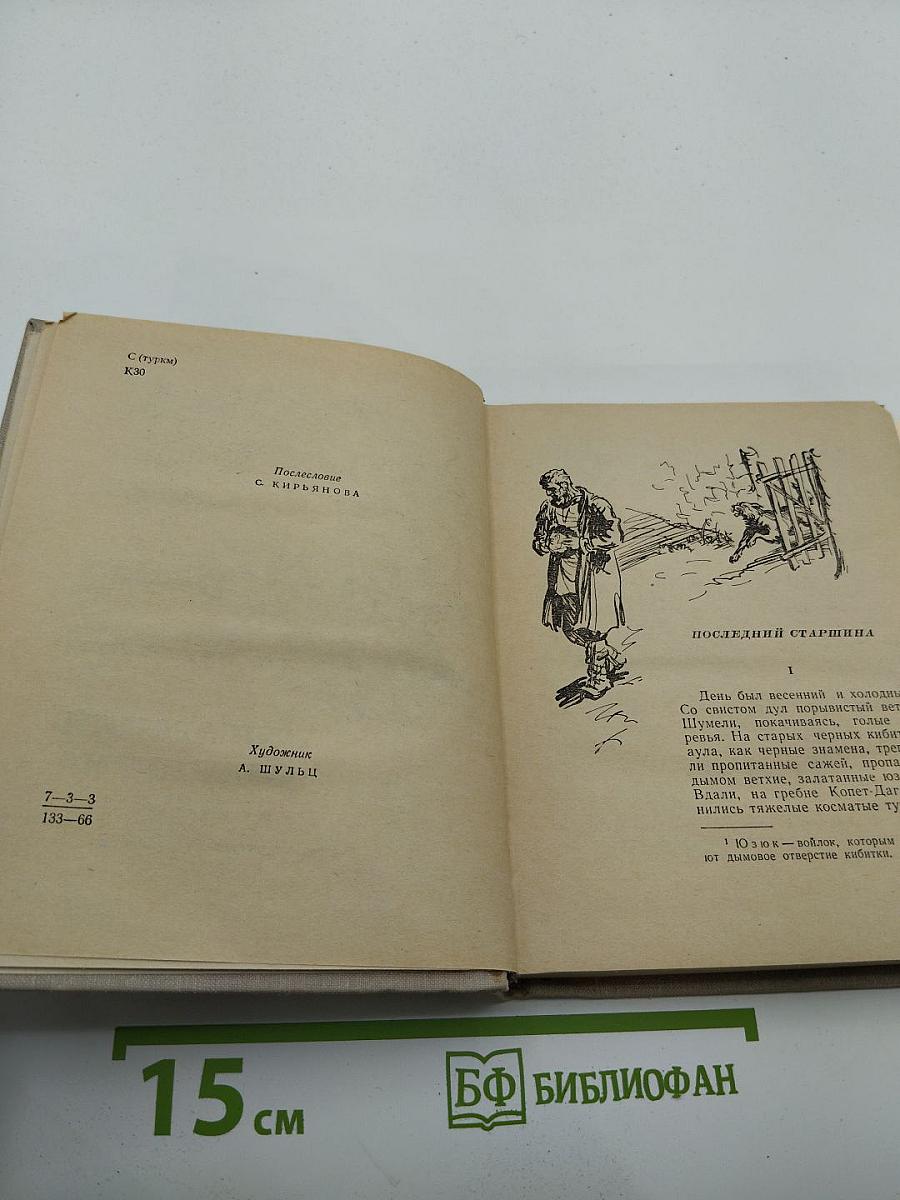 С (туркм)
К30
Послесловие
С. КИРЬЯНОВА
Художник
А. ШУЛЬЦ
7—3—3
133—66
ПОСЛЕДНИЙ СТАРШИНА
I
День был весенний и холодны
Со свистом дул порывистый вет
Шумели, покачиваясь, голые
ревья. На старых черных кибит
аула, как черные знамена, треп
ли пропитанные сажей, пропа
дымом ветхие, залатанные юз
Вдали, на гребне Копет-Даг
нились тяжелые косматые ту
¹ Юзюк — войлок, которым
ют дымовое отверстие кибитки.
15 см
БФ БИБЛИОФАН